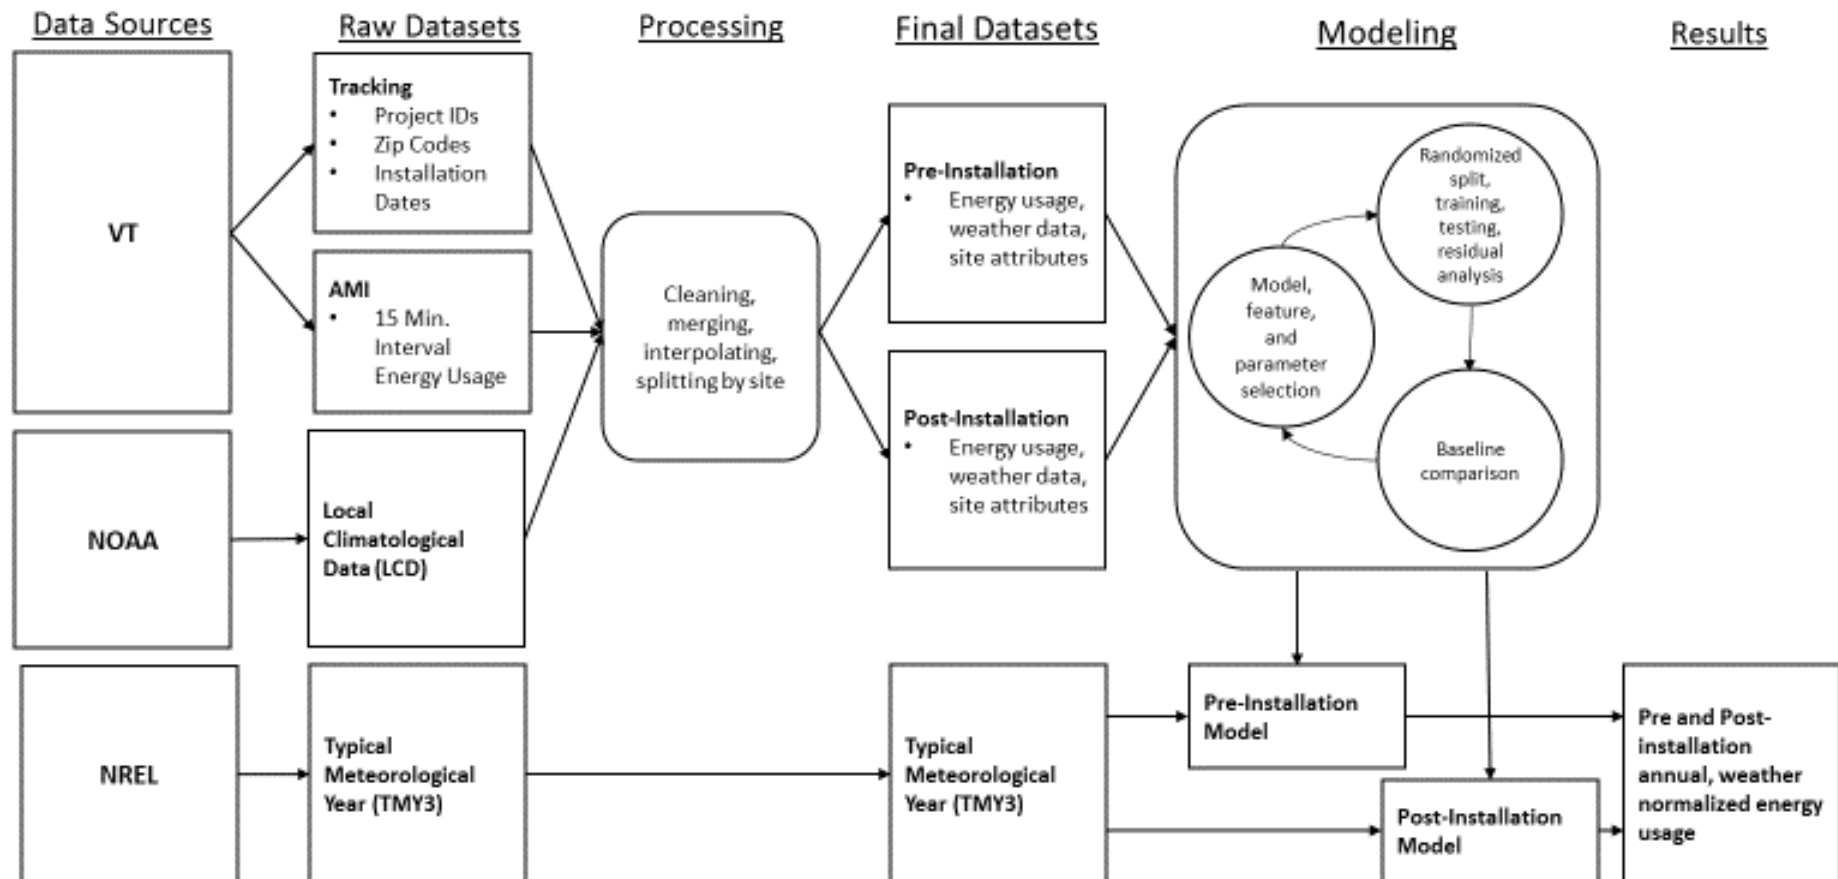 Data Sources
Raw Datasets
Processing
Final Datasets
Modeling
Results
VT
NOAA
NREL
Tracking
• Project IDs
• Zip Codes
• Installation
Dates
AMI
• 15 Min.
Interval
Energy Usage
Local
Climatological
Data (LCD)
Typical
Meteorological
Year (TMY3)
Cleaning,
merging,
interpolating,
splitting by site
Pre-Installation
• Energy usage,
weather data,
site attributes
Post-Installation
• Energy usage,
weather data,
site attributes
Typical
Meteorological
Year (TMY3)
Randomized
split,
training,
testing,
residual
analysis
Model,
feature,
and
parameter
selection
Baseline
comparison
Pre-Installation
Model
Post-Installation
Model
Pre and Post-
installation
annual, weather
normalized energy
usage